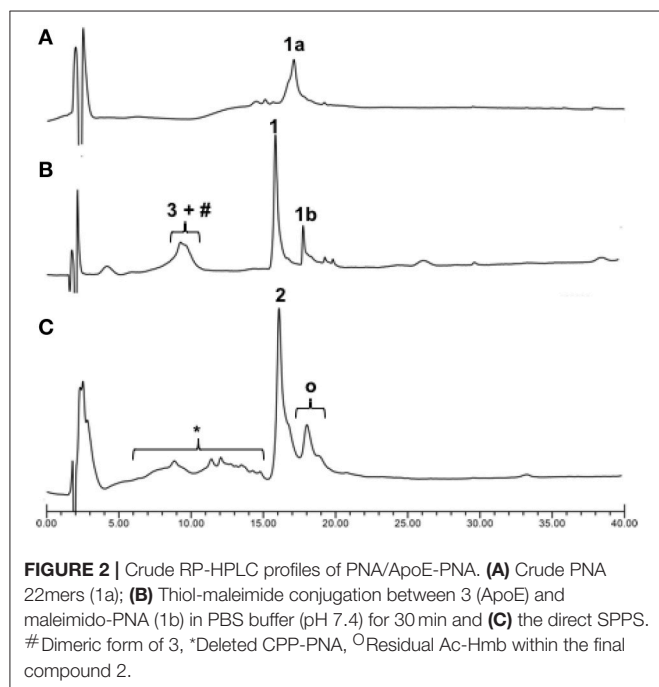 A
1a
B
3 + #
1
1b
C
*
2
o
0.00 5.00 10.00 15.00 20.00 25.00 30.00 35.00 40.00
FIGURE 2 | Crude RP-HPLC profiles of PNA/ApoE-PNA. (A) Crude PNA
22mers (1a); (B) Thiol-maleimide conjugation between 3 (ApoE) and
maleimido-PNA (1b) in PBS buffer (pH 7.4) for 30 min and (C) the direct SPPS.
#Dimeric form of 3, *Deleted CPP-PNA, OResidual Ac-Hmb within the final
compound 2.